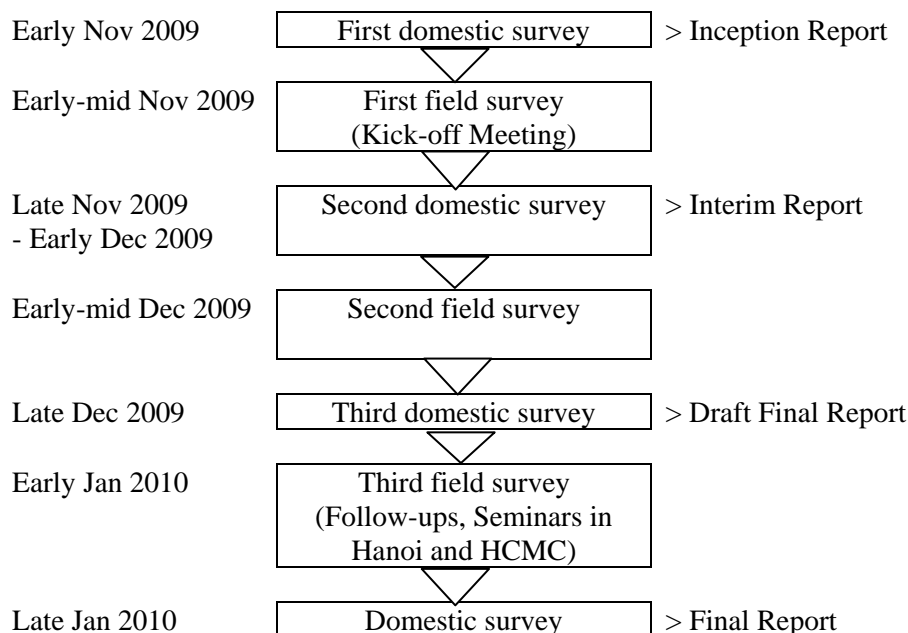 Early Nov 2009 First domestic survey > Inception Report
Early-mid Nov 2009 First field survey
(Kick-off Meeting)
Late Nov 2009 Second domestic survey > Interim Report
- Early Dec 2009
Early-mid Dec 2009 Second field survey
Late Dec 2009 Third domestic survey > Draft Final Report
Early Jan 2010 Third field survey
(Follow-ups, Seminars in
Hanoi and HCMC)
Late Jan 2010 Domestic survey > Final Report